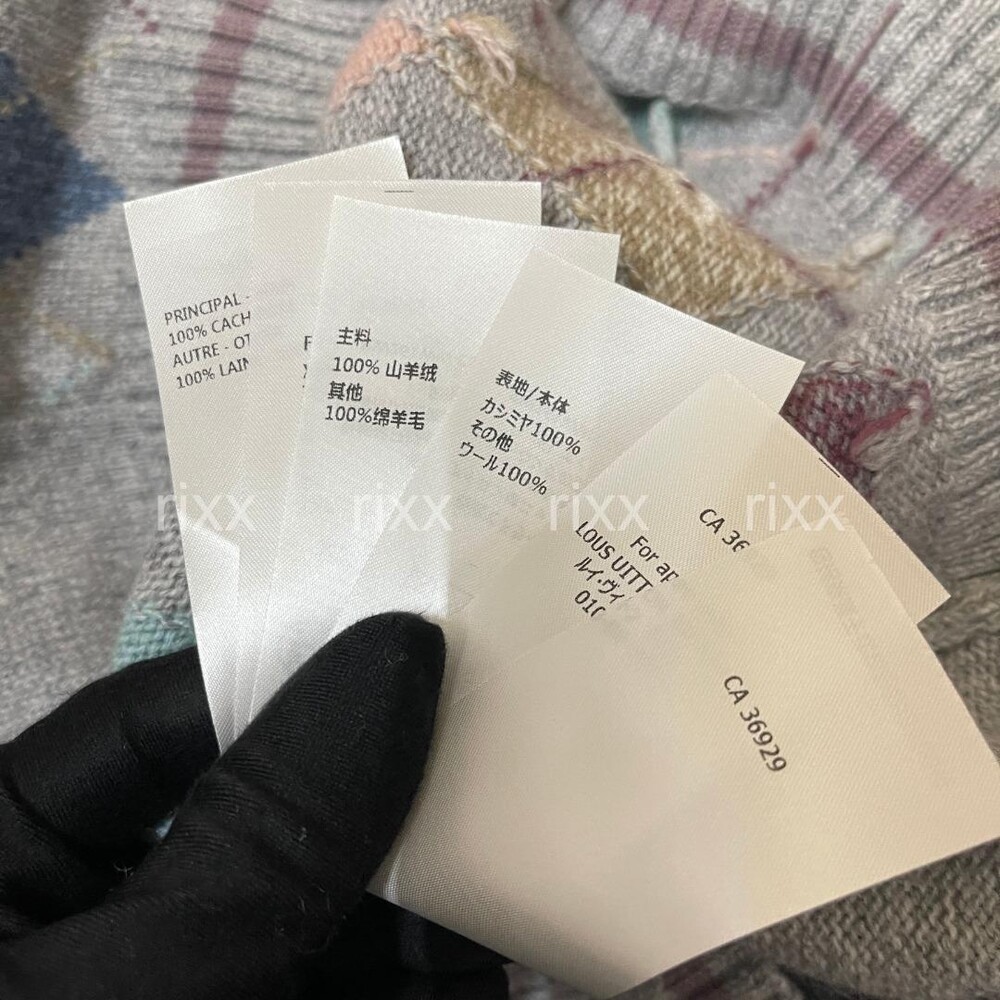 PRINCIPAL -
100% CACH
AUTRE - OT
100% LAIN
主料
100% 山羊绒
其他
100%绵羊毛
表地/本体
カシミヤ100%
その他
ウール100%
For ap
LOUS UITT
ルイ・ヴィ
CA 36
CA 36929
rixx rixx rixx rixx